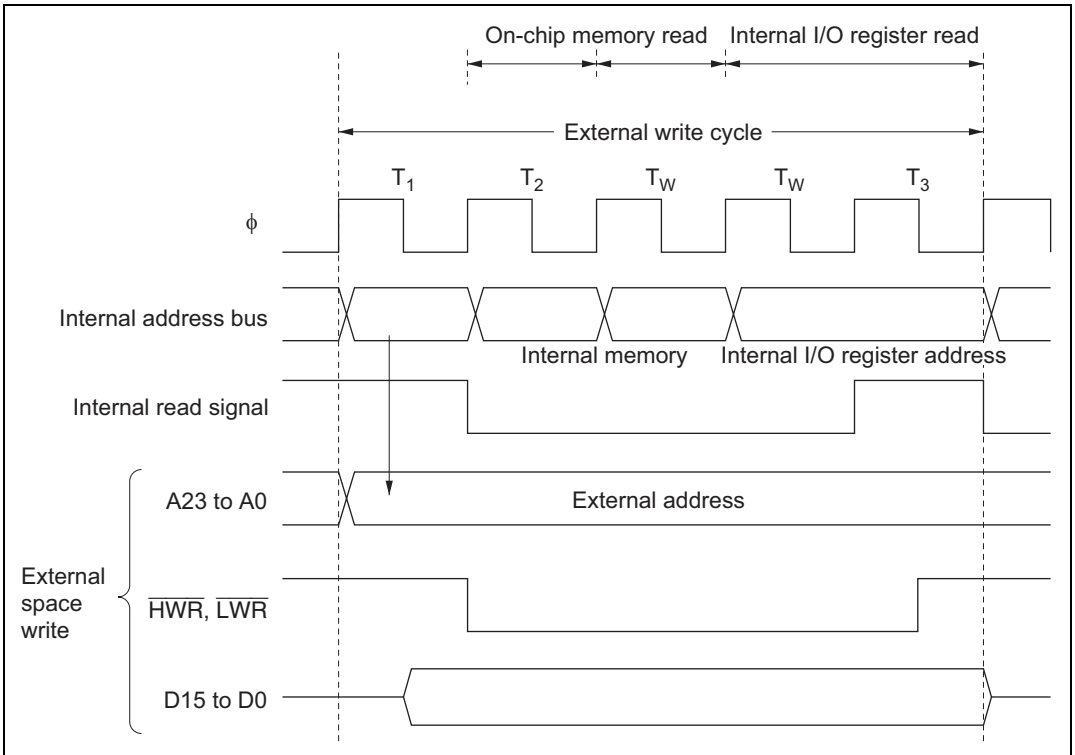 On-chip memory read Internal I/O register read
External write cycle
T1 T2 TW TW T3
ϕ
Internal address bus
Internal memory Internal I/O register address
Internal read signal
A23 to A0 External address
External
space
write
HWR, LWR
D15 to D0